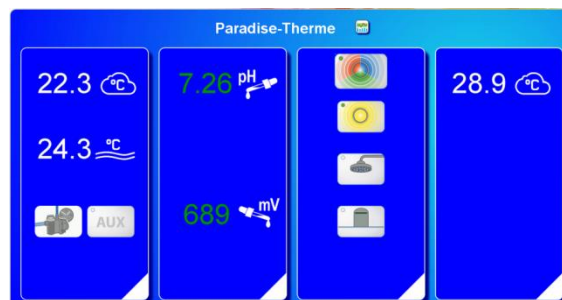 Paradise-Therme
22.3 °C
24.3 °C
AUX
7.26 pH
689 mV
28.9 °C